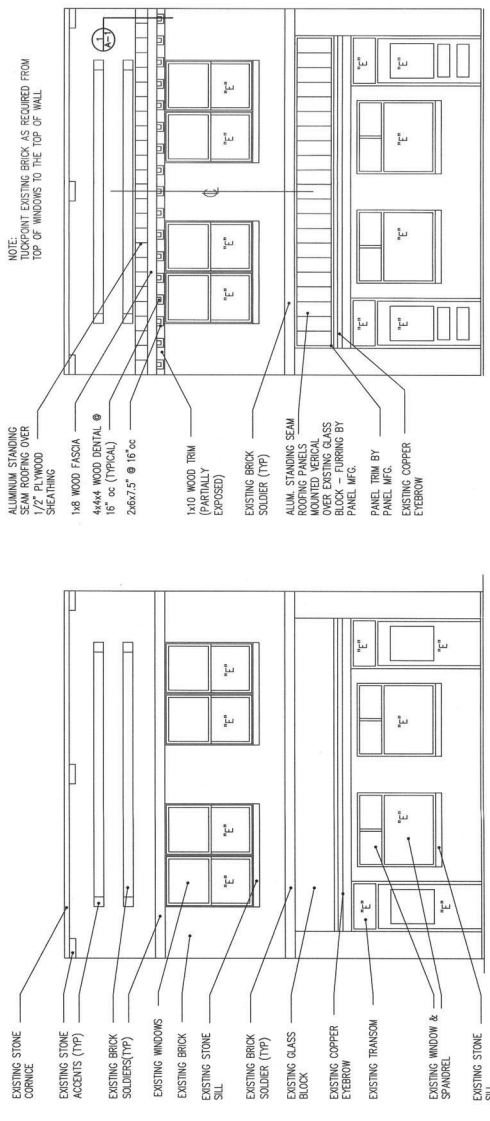 EXISTING STONE
CORNICE
EXISTING STONE
ACCENTS (TYP)
EXISTING BRICK
SOLDIERS(TYP)
EXISTING WINDOWS
EXISTING BRICK
EXISTING STONE
SILL
EXISTING BRICK
SOLDIER (TYP)
EXISTING GLASS
BLOCK
EXISTING COPPER
EYEBROW
EXISTING TRANSOM
EXISTING WINDOW &
SPANDREL
EXISTING STONE
"E"
"E"
"E"
"E"
"E"
"E"
"E"
"E"
"E"
"E"
NOTE:
TUCKPOINT EXISTING BRICK AS REQUIRED FROM
TOP OF WINDOWS TO THE TOP OF WALL
ALUMINUM STANDING
SEAM ROOFING OVER
1/2" PLYWOOD
SHEATHING
1x8 WOOD FASCIA
4x4x4 WOOD DENTAL @
16" oc (TYPICAL)
2x6x7.5" @ 16"oc
1x10 WOOD TRIM
(PARTIALLY
EXPOSED)
EXISTING BRICK
SOLDIER (TYP)
ALUM. STANDING SEAM
ROOFING PANELS
MOUNTED VERICAL
OVER EXISTING GLASS
BLOCK – FURRING BY
PANEL MFG.
PANEL TRIM BY
PANEL MFG.
EXISTING COPPER
EYEBROW
1
A-1
"E"
"E"
"E"
"E"
"E"
"E"
"E"
"E"
"E"
"E"